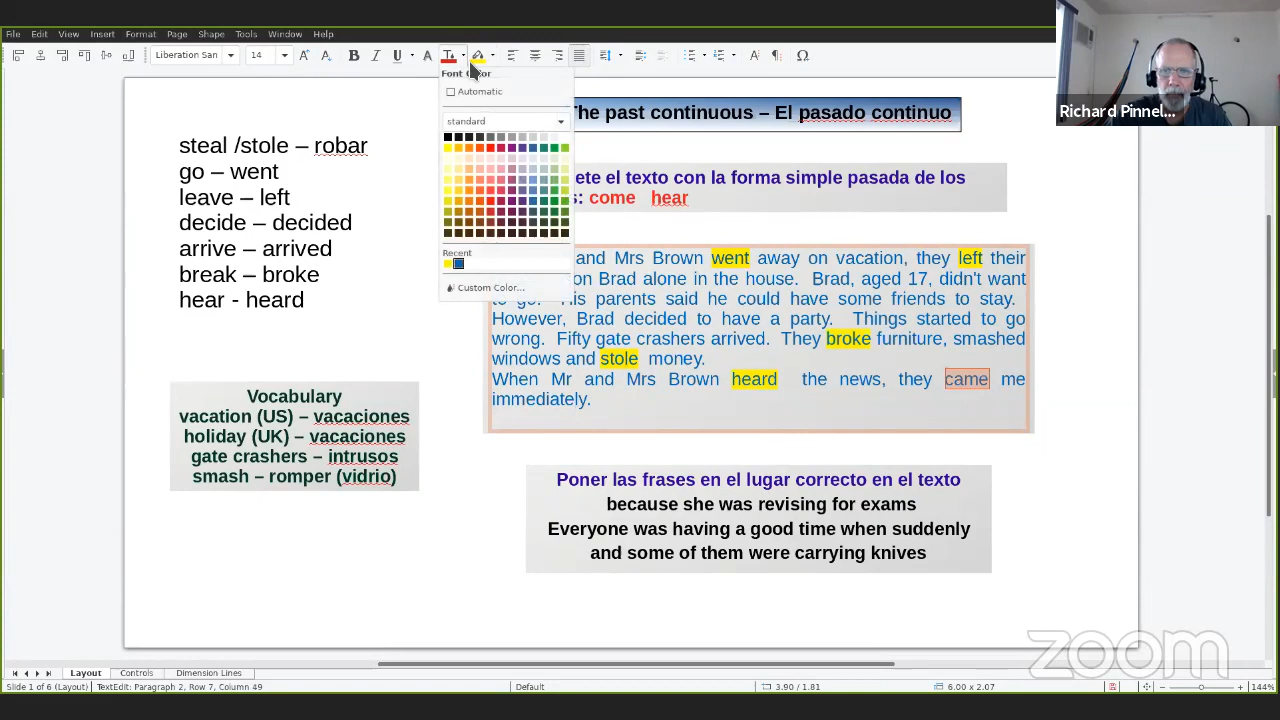 File Edit View Insert Format Page Shape Tools Window Help
Liberation San 14
Font Color
Automatic
standard
Recent
Custom Color...
Richard Pinnel...
The past continuous – El pasado continuo
steal /stole – robar
go – went
leave – left
decide – decided
arrive – arrived
break – broke
hear - heard
ete el texto con la forma simple pasada de los
s: come hear
and Mrs Brown went away on vacation, they left their
on Brad alone in the house. Brad, aged 17, didn't want
to go. His parents said he could have some friends to stay.
However, Brad decided to have a party. Things started to go
wrong. Fifty gate crashers arrived. They broke furniture, smashed
windows and stole money.
When Mr and Mrs Brown heard the news, they came me
immediately.
Vocabulary
vacation (US) – vacaciones
holiday (UK) – vacaciones
gate crashers – intrusos
smash – romper (vidrio)
Poner las frases en el lugar correcto en el texto
because she was revising for exams
Everyone was having a good time when suddenly
and some of them were carrying knives
zoom
Layout Controls Dimension Lines
Slide 1 of 6 (Layout) TextEdit: Paragraph 2, Row 7, Column 49 Default 3.90 / 1.81 6.00 x 2.07 144%